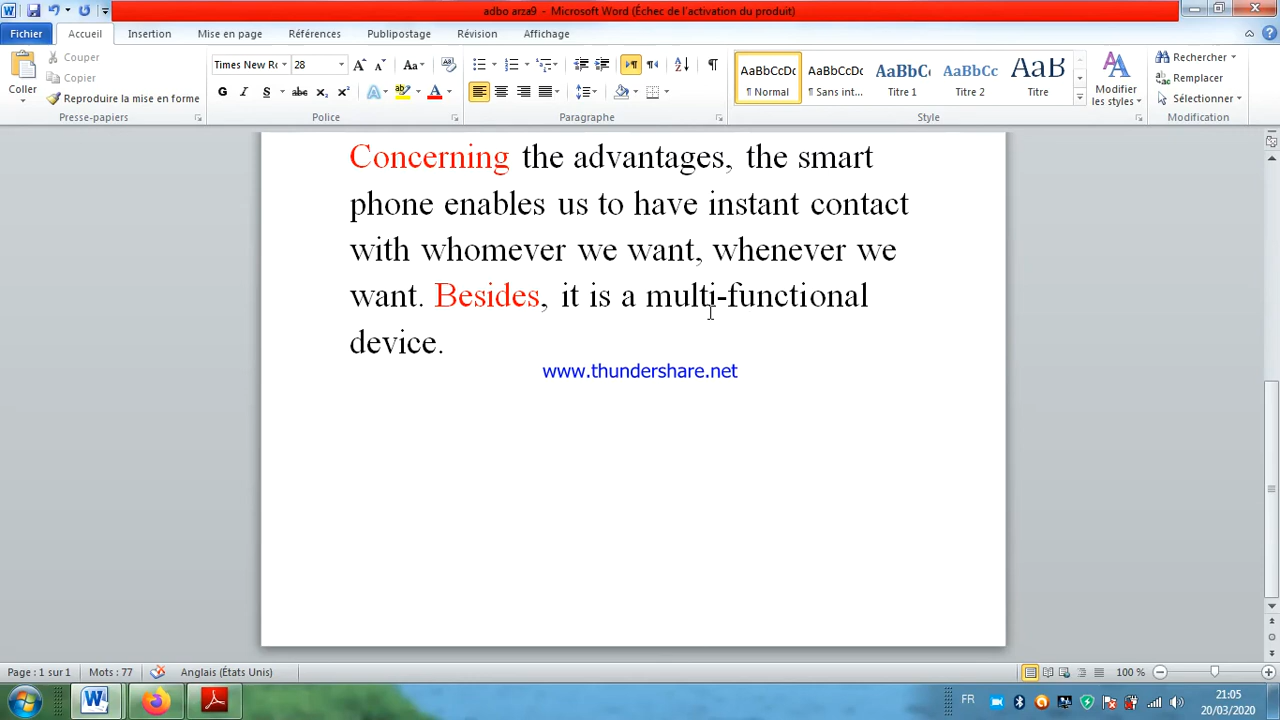 adbo arza9 - Microsoft Word (Échec de l'activation du produit)
Fichier Accueil Insertion Mise en page Références Publipostage Révision Affichage
Coller
Couper
Copier
Reproduire la mise en forme
Presse-papiers
Times New Ro 28
Police
Paragraphe
AaBbCcDc
¶ Normal
AaBbCcDc
¶ Sans int...
AaBbC
Titre 1
AaBbCc
Titre 2
AaB
Titre
Modifier
les styles
Style
Rechercher
Remplacer
Sélectionner
Modification
Concerning the advantages, the smart
phone enables us to have instant contact
with whomever we want, whenever we
want. Besides, it is a multi-functional
device.
www.thundershare.net
Page : 1 sur 1 Mots : 77 Anglais (États Unis) 100 %
FR
21:05
20/03/2020